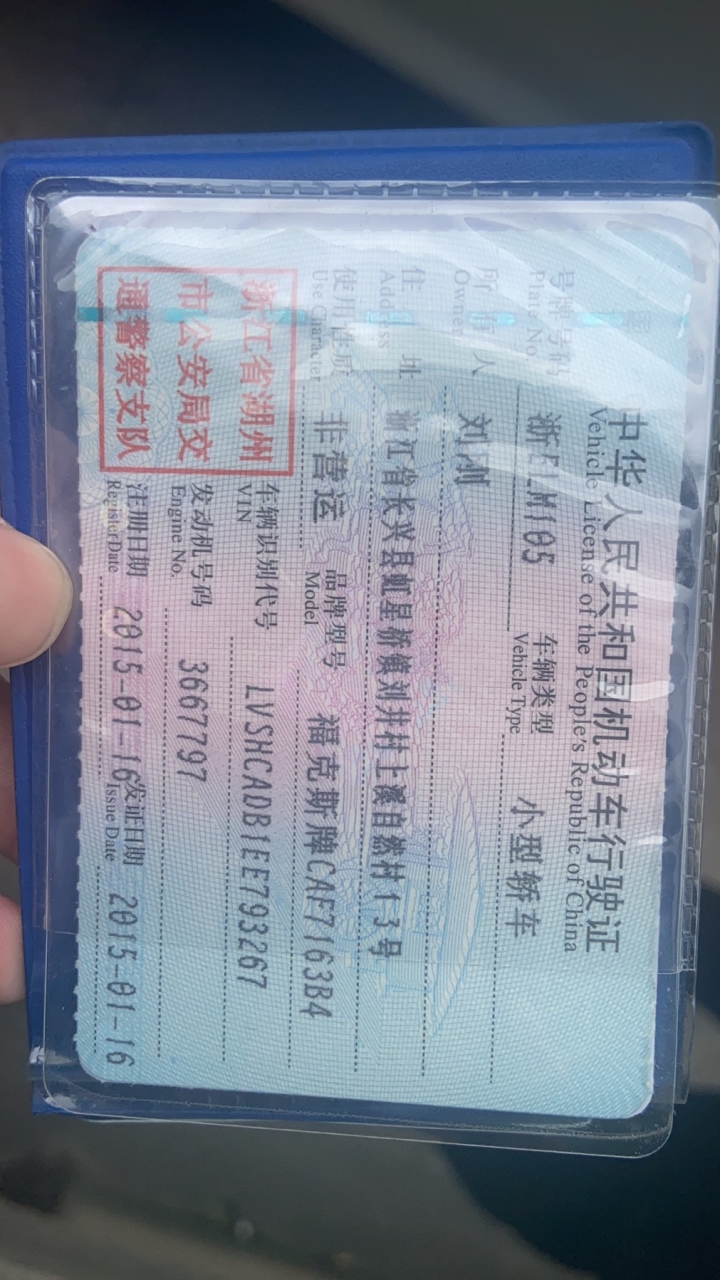 中华人民共和国机动车行驶证
Vehicle License of the People's Republic of China
号牌号码 浙ELM105 车辆类型 小型轿车
Plate No. Vehicle Type
所有人 刘刚
Owner
住址 浙江省长兴县虹星桥镇刘井村上溪自然村13号
Address
使用性质 非营运 品牌型号 福克斯牌CAF7163B4
Use Character Model
浙江省湖州
市公安局交
通警察支队
车辆识别代号 LVSHCADB1EE793267
VIN
发动机号码 3667797
Engine No.
注册日期 2015-01-16 发证日期 2015-01-16
Register Date Issue Date